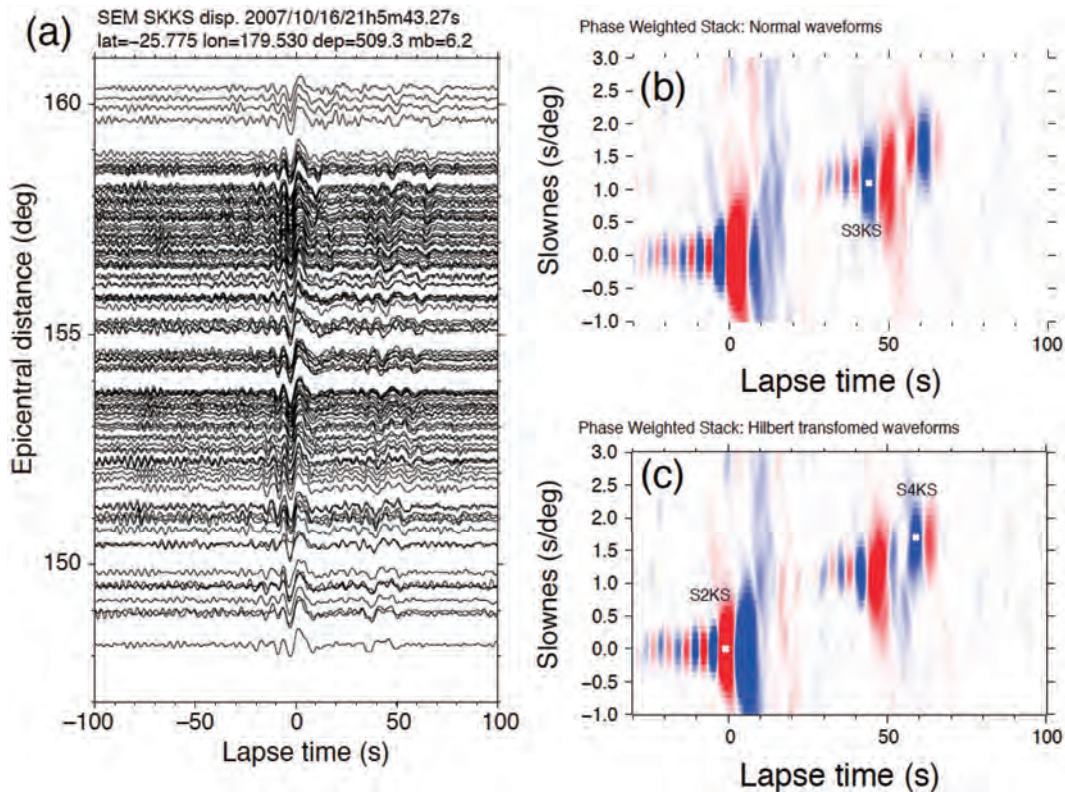 (a)
SEM SKKS disp. 2007/10/16/21h5m43.27s
lat=−25.775 lon=179.530 dep=509.3 mb=6.2
−100 −50 0 50 100
160
155
150
Epicentral distance (deg)
−100 −50 0 50 100
Lapse time (s)
Phase Weighted Stack: Normal waveforms
(b)
3.0
2.5
2.0
1.5
1.0
0.5
0.0
−0.5
−1.0
Slownes (s/deg)
S3KS
0 50 100
Lapse time (s)
Phase Weighted Stack: Hilbert transfomed waveforms
(c)
3.0
2.5
2.0
1.5
1.0
0.5
0.0
−0.5
−1.0
Slownes (s/deg)
S4KS
S2KS
0 50 100
Lapse time (s)